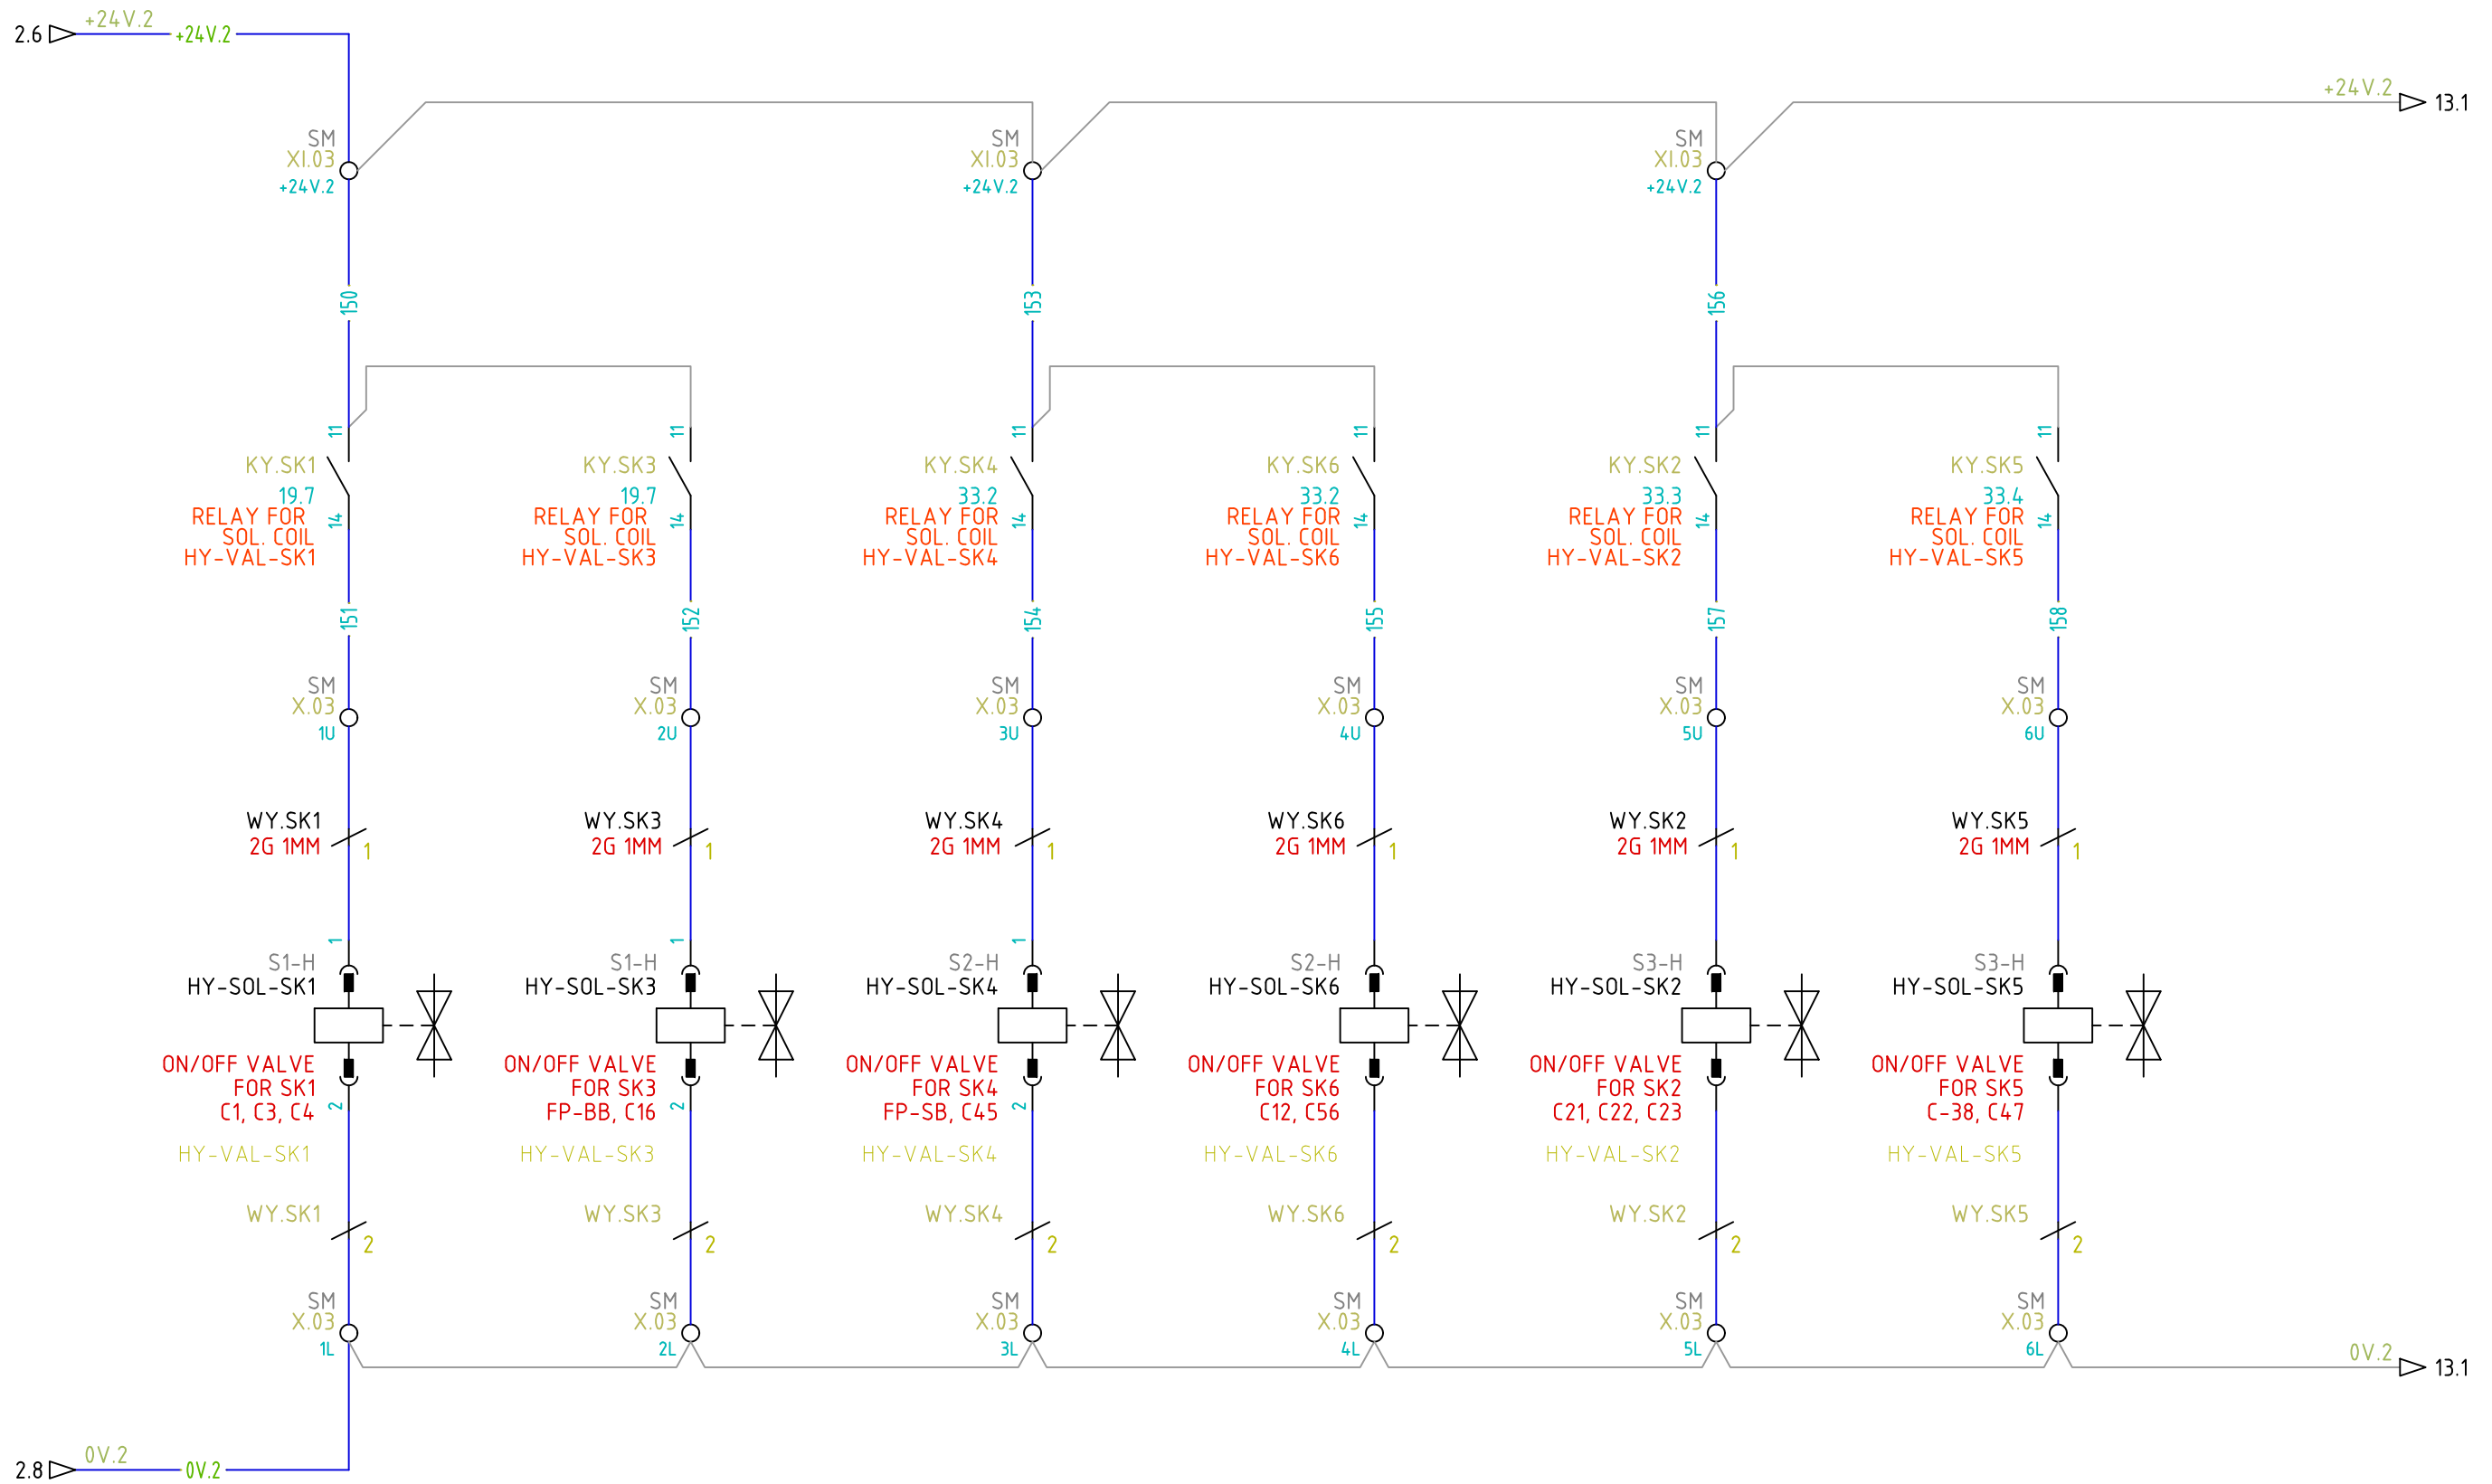 +24V.2
2.6
+24V.2
+24V.2
13.1
SM
XI.03
+24V.2
SM
XI.03
+24V.2
SM
XI.03
+24V.2
150
153
156
11
KY.SK1
19.7
RELAY FOR
SOL. COIL
HY-VAL-SK1
14
11
KY.SK3
19.7
RELAY FOR
SOL. COIL
HY-VAL-SK3
14
11
KY.SK4
33.2
RELAY FOR
SOL. COIL
HY-VAL-SK4
14
11
KY.SK6
33.2
RELAY FOR
SOL. COIL
HY-VAL-SK6
14
11
KY.SK2
33.3
RELAY FOR
SOL. COIL
HY-VAL-SK2
14
11
KY.SK5
33.4
RELAY FOR
SOL. COIL
HY-VAL-SK5
14
151
152
154
155
157
158
SM
X.03
1U
SM
X.03
2U
SM
X.03
3U
SM
X.03
4U
SM
X.03
5U
SM
X.03
6U
WY.SK1
2G 1MM
1
WY.SK3
2G 1MM
1
WY.SK4
2G 1MM
1
WY.SK6
2G 1MM
1
WY.SK2
2G 1MM
1
WY.SK5
2G 1MM
1
1
S1-H
HY-SOL-SK1
ON/OFF VALVE
FOR SK1
C1, C3, C4
2
HY-VAL-SK1
1
S1-H
HY-SOL-SK3
ON/OFF VALVE
FOR SK3
FP-BB, C16
2
HY-VAL-SK3
1
S2-H
HY-SOL-SK4
ON/OFF VALVE
FOR SK4
FP-SB, C45
2
HY-VAL-SK4
S2-H
HY-SOL-SK6
ON/OFF VALVE
FOR SK6
C12, C56
HY-VAL-SK6
S3-H
HY-SOL-SK2
ON/OFF VALVE
FOR SK2
C21, C22, C23
HY-VAL-SK2
S3-H
HY-SOL-SK5
ON/OFF VALVE
FOR SK5
C-38, C47
HY-VAL-SK5
WY.SK1
2
WY.SK3
2
WY.SK4
2
WY.SK6
2
WY.SK2
2
WY.SK5
2
SM
X.03
1L
SM
X.03
2L
SM
X.03
3L
SM
X.03
4L
SM
X.03
5L
SM
X.03
6L
0V.2
13.1
0V.2
2.8
0V.2